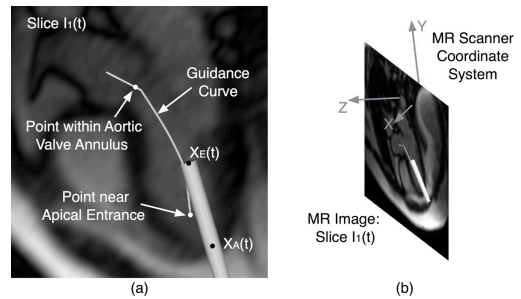 Slice I1(t)
Guidance
Curve
Point within Aortic
Valve Annulus
XE(t)
Point near
Apical Entrance
XA(t)
(a)
Y
MR Scanner
Coordinate
System
Z
X
MR Image:
Slice I1(t)
(b)